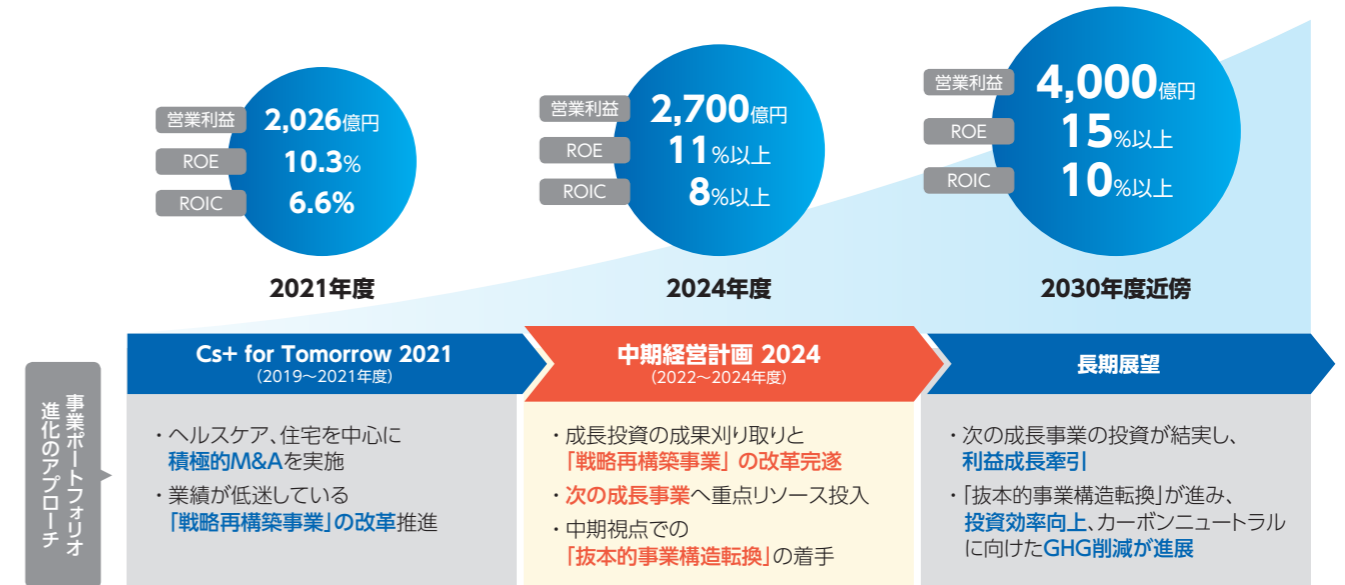 営業利益 2,026億円
ROE 10.3%
ROIC 6.6%
2021年度
営業利益 2,700億円
ROE 11%以上
ROIC 8%以上
2024年度
営業利益 4,000億円
ROE 15%以上
ROIC 10%以上
2030年度近傍
事業ポートフォリオ
進化のアプローチ
Cs+ for Tomorrow 2021
（2019～2021年度）
・ヘルスケア、住宅を中心に
積極的M&Aを実施
・業績が低迷している
「戦略再構築事業」の改革推進
中期経営計画 2024
（2022～2024年度）
・成長投資の成果刈り取りと
「戦略再構築事業」の改革完遂
・次の成長事業へ重点リソース投入
・中期視点での
「抜本的事業構造転換」の着手
長期展望
・次の成長事業の投資が結実し、
利益成長牽引
・「抜本的事業構造転換」が進み、
投資効率向上、カーボンニュートラル
に向けたGHG削減が進展